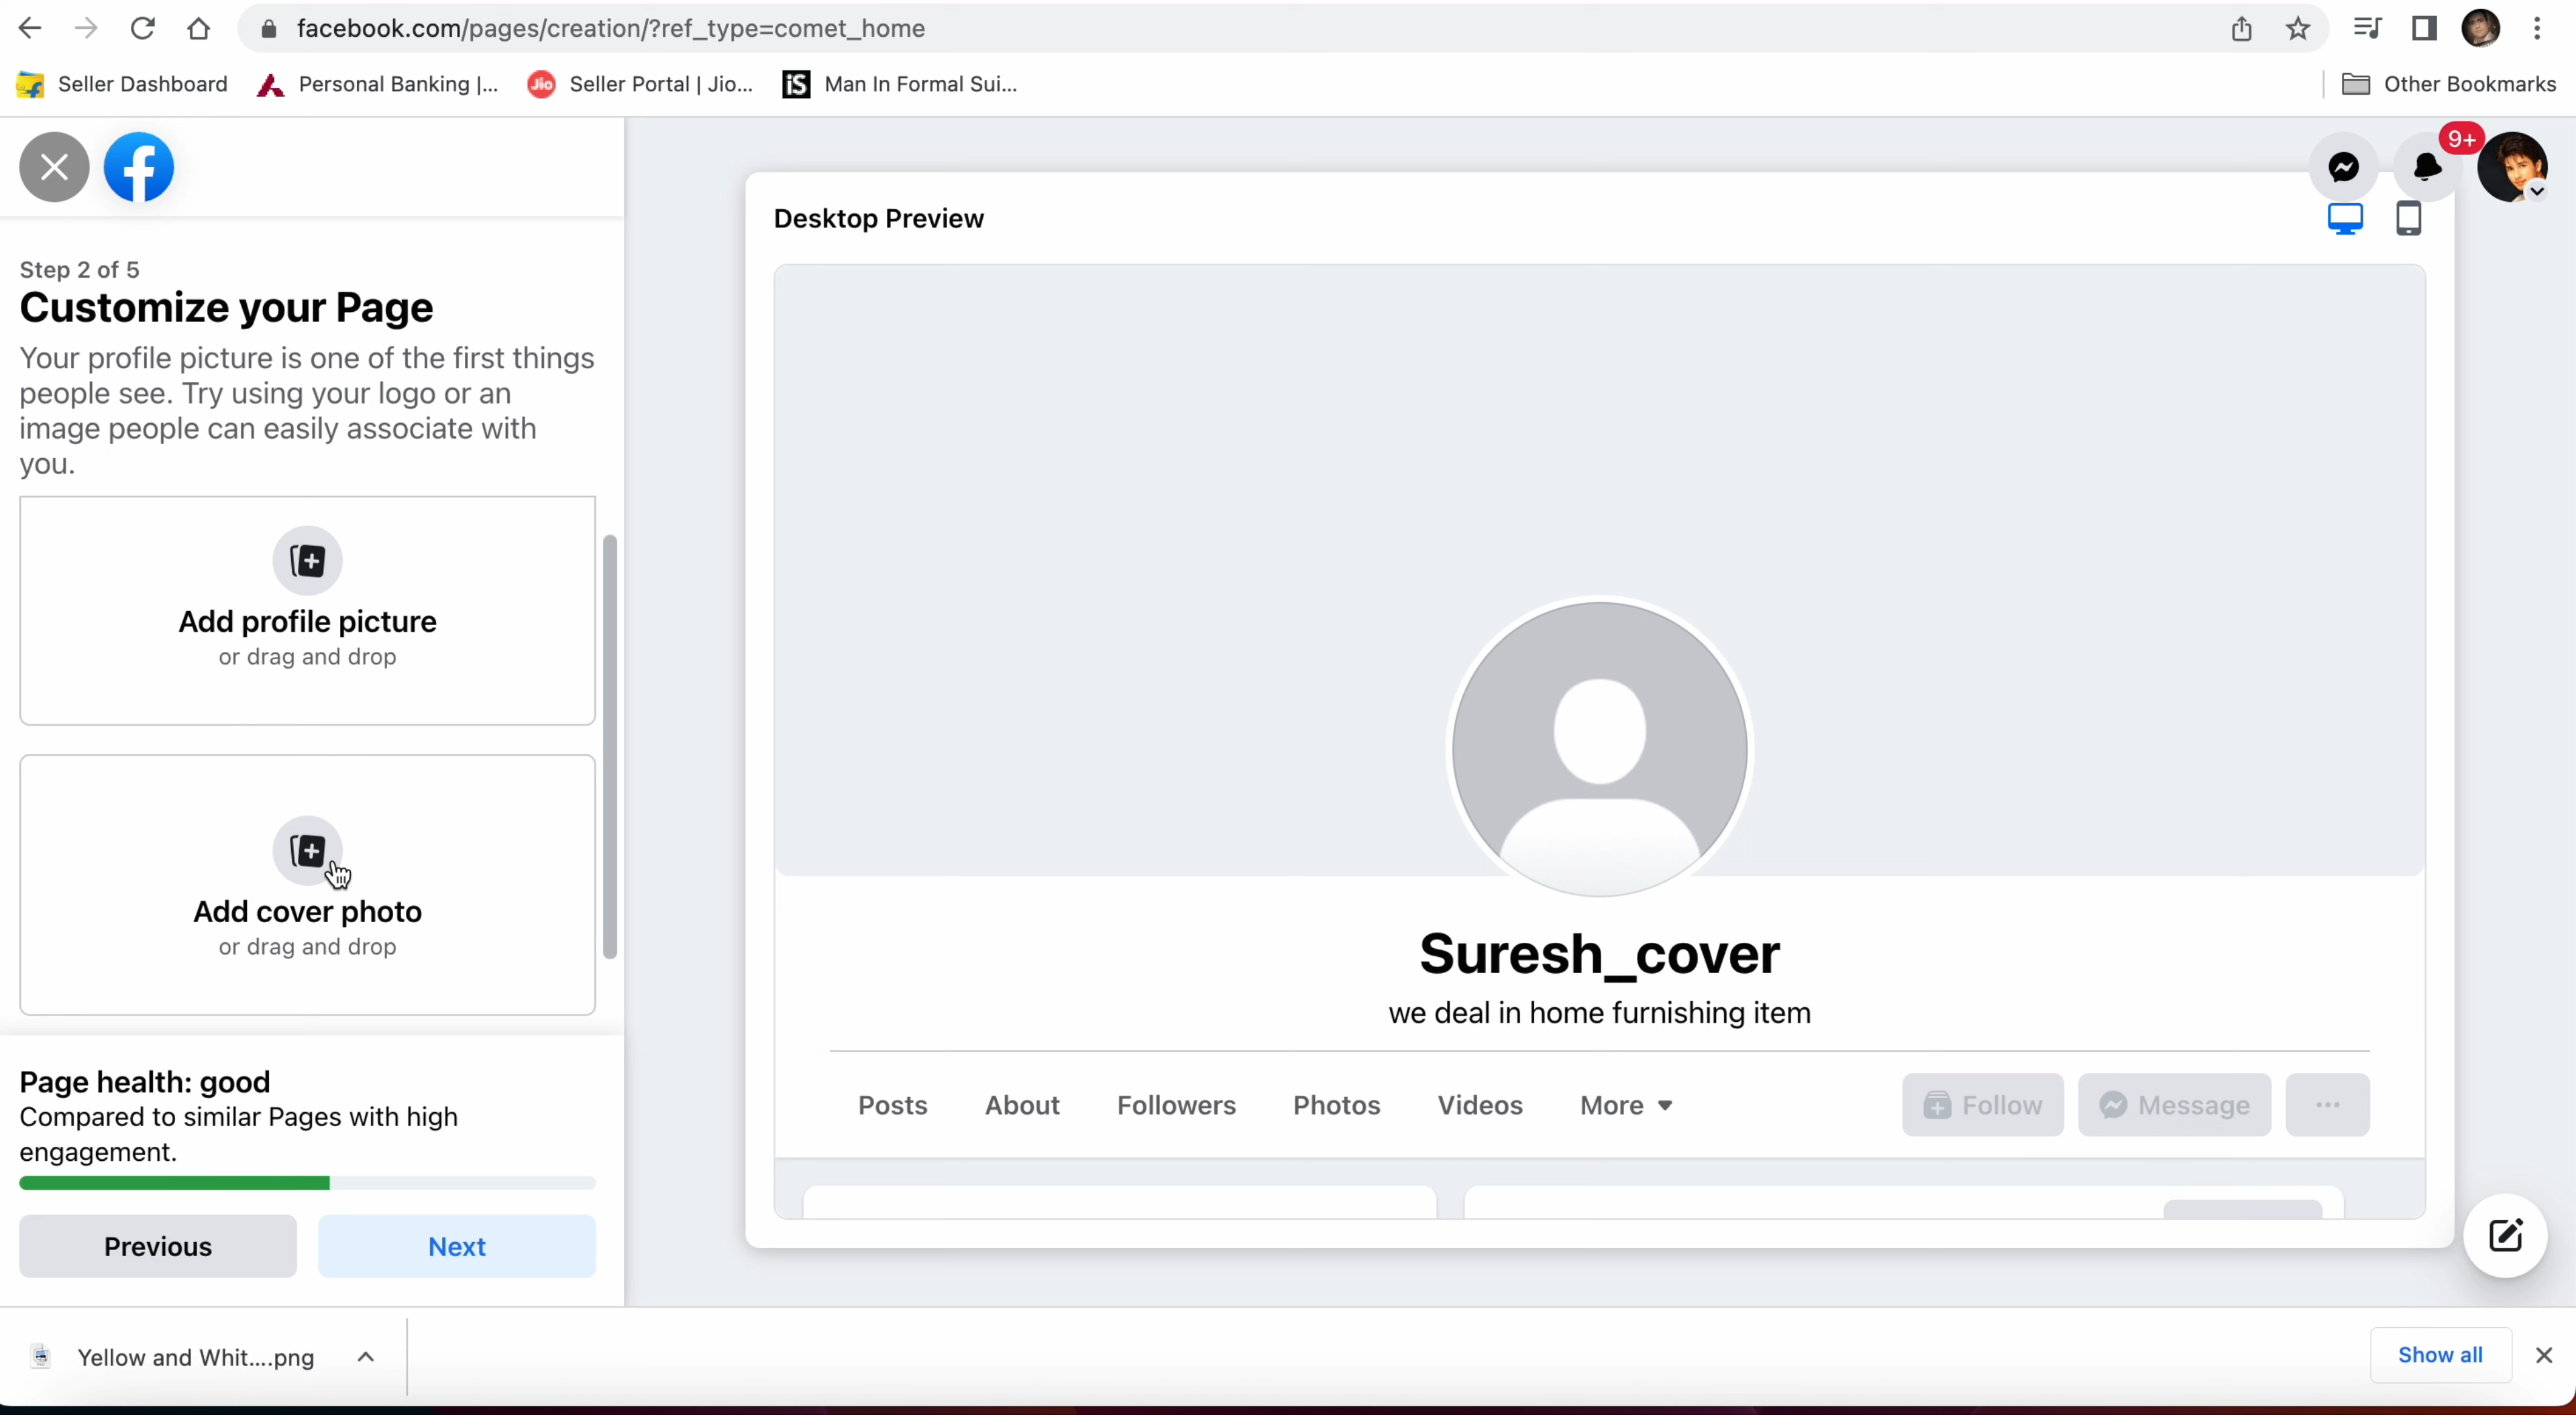 facebook.com/pages/creation/?ref_type=comet_home
Seller Dashboard
Personal Banking |...
Jio
Seller Portal | Jio...
iS
Man In Formal Sui...
Other Bookmarks
9+
Step 2 of 5
Customize your Page
Your profile picture is one of the first things
people see. Try using your logo or an
image people can easily associate with
you.
Add profile picture
or drag and drop
Add cover photo
or drag and drop
Page health: good
Compared to similar Pages with high
engagement.
Previous
Next
Desktop Preview
Suresh_cover
we deal in home furnishing item
Posts
About
Followers
Photos
Videos
More
Follow
Message
Yellow and Whit....png
Show all